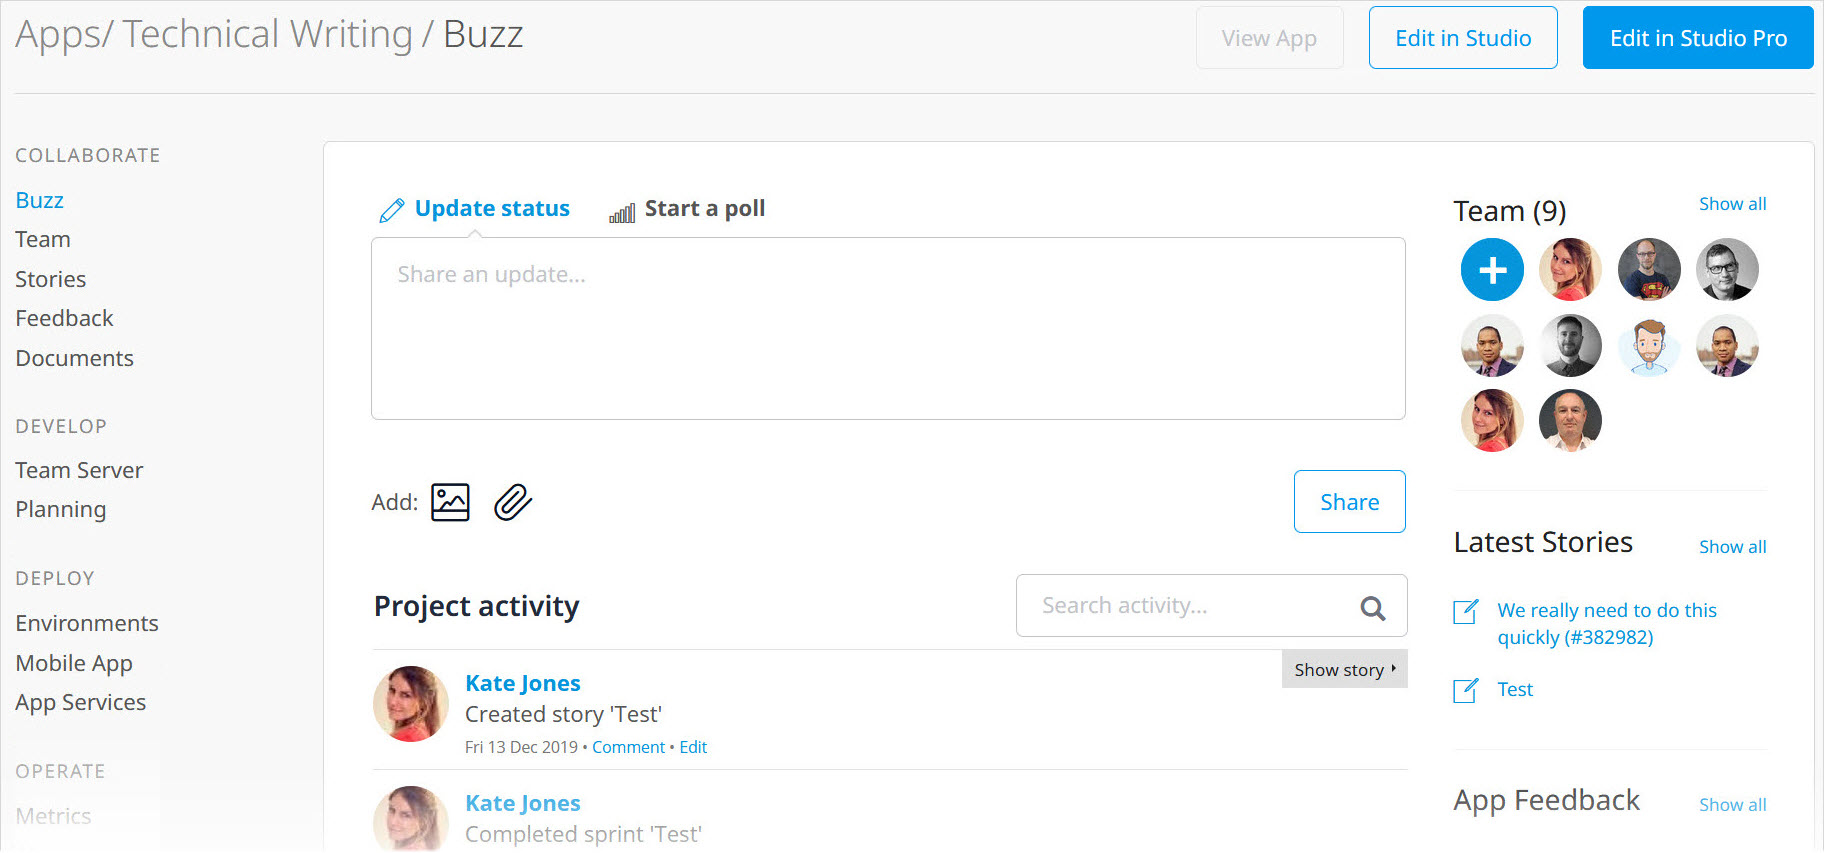 Apps/ Technical Writing / Buzz
View App
Edit in Studio
Edit in Studio Pro
COLLABORATE
Buzz
Team
Stories
Feedback
Documents
DEVELOP
Team Server
Planning
DEPLOY
Environments
Mobile App
App Services
OPERATE
Metrics
Update status
Start a poll
Share an update...
Add:
Share
Project activity
Search activity...
Show story
Kate Jones
Created story 'Test'
Fri 13 Dec 2019 • Comment • Edit
Kate Jones
Completed sprint 'Test'
Team (9)
Show all
Latest Stories
Show all
We really need to do this
quickly (#382982)
Test
App Feedback
Show all